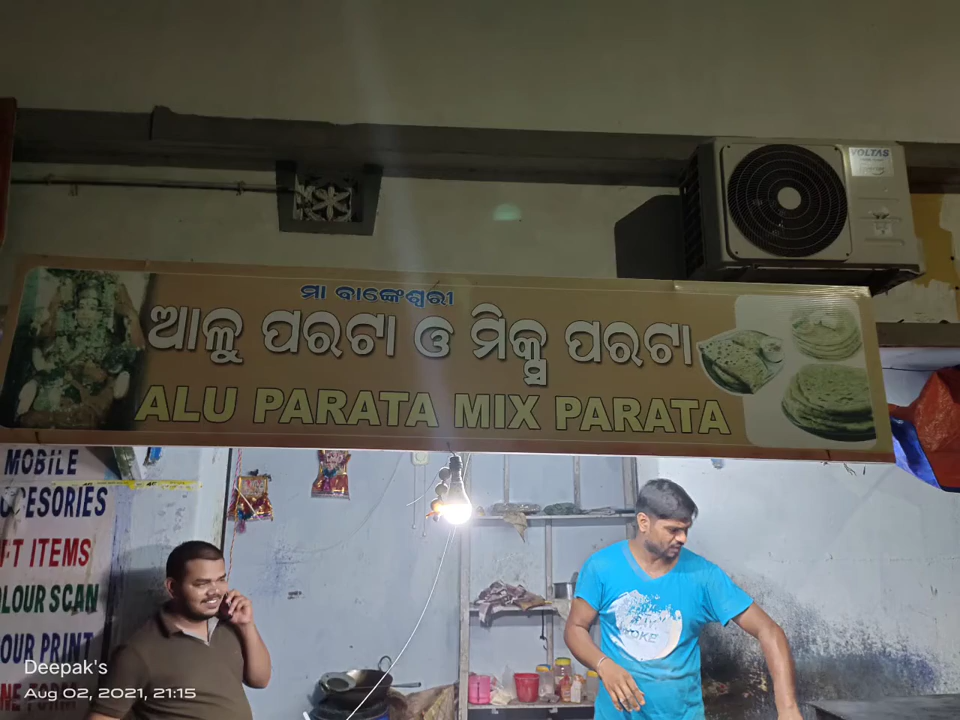 VOLTAS
ମା ବାଙ୍କେଶ୍ୱରୀ
ଆଳୁ ପରଟା ଓ ମିକ୍ସ ପରଟା
ALU PARATA MIX PARATA
MOBILE
CCESORIES
ITEMS
OLOUR SCAN
OUR PRINT
Deepak's
Aug 02, 2021, 21:15